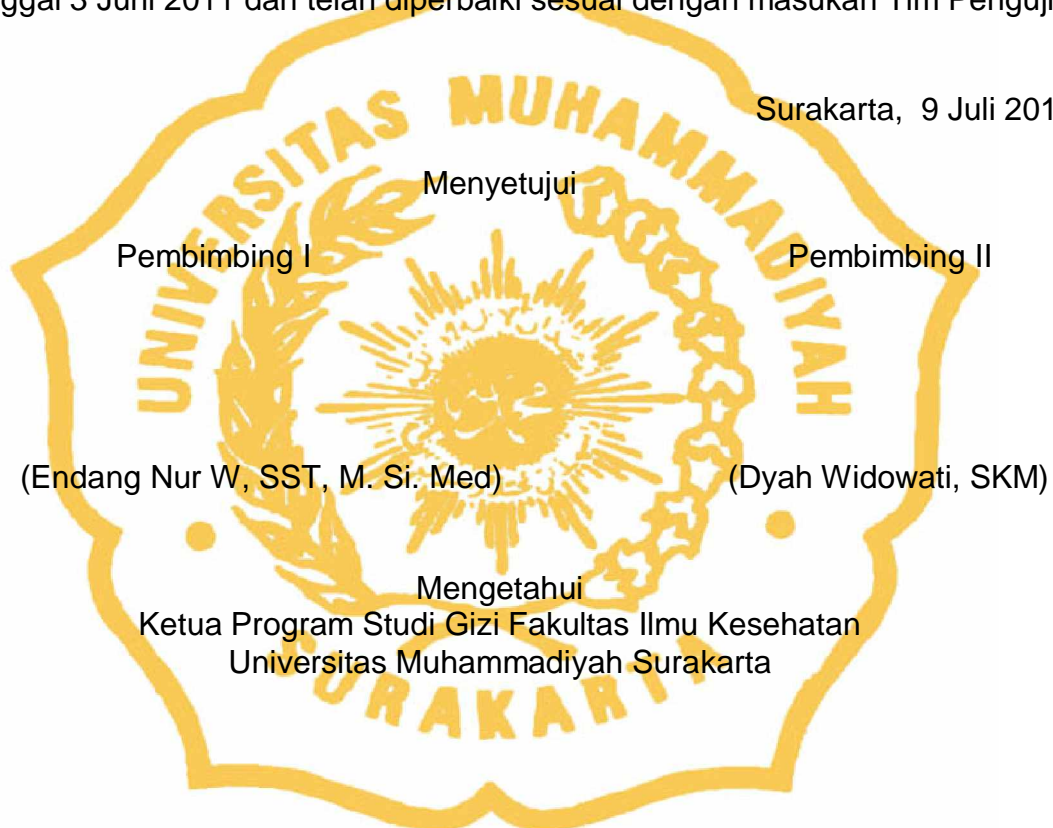 ggal 3 Juni 2011 dan telah diperbaiki sesuai dengan masukan Tim Penguji
Surakarta, 9 Juli 201
Menyetujui
Pembimbing I Pembimbing II
(Endang Nur W, SST, M. Si. Med) (Dyah Widowati, SKM)
Mengetahui
Ketua Program Studi Gizi Fakultas Ilmu Kesehatan
Universitas Muhammadiyah Surakarta
UNIVERSITAS MUHAMMADIYAH
SURAKARTA